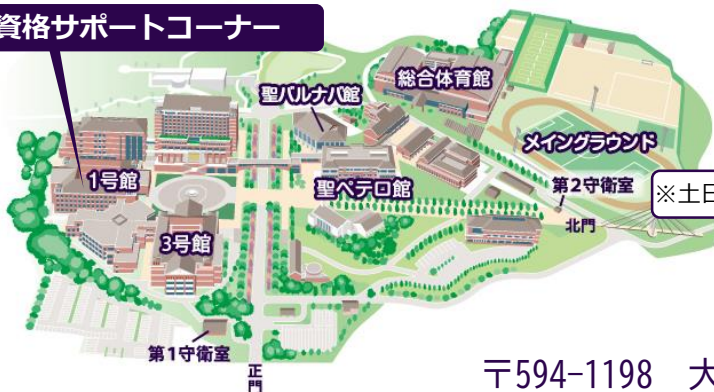 資格サポートコーナー
総合体育館
聖バルナバ館
メイングラウンド
1号館
聖ペテロ館
第2守衛室
※土日
北門
3号館
第1守衛室
正門
〒594-1198 大